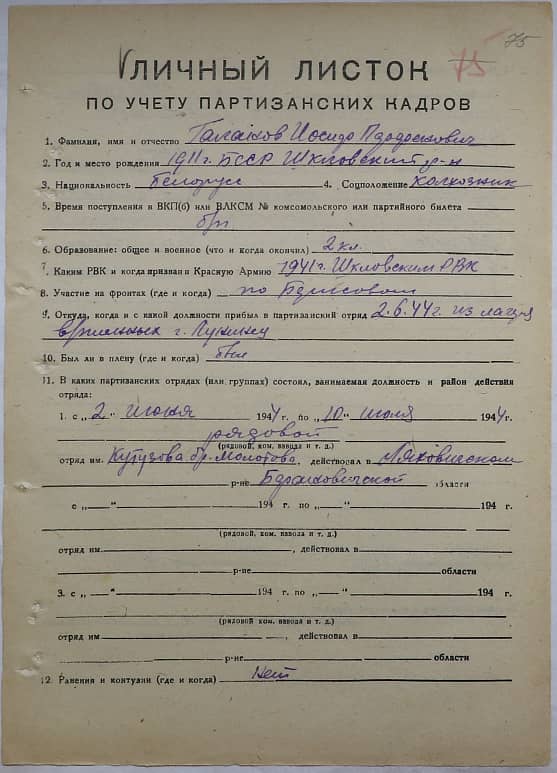 75
75
ЛИЧНЫЙ ЛИСТОК
ПО УЧЕТУ ПАРТИЗАНСКИХ КАДРОВ
1. Фамилия, имя и отчество
2. Год и место рождения 1911 г. БССР Шкловский р-н
3. Национальность Белорусс 4. Соцположение колхозник
5. Время поступления в ВКП(б) или ВЛКСМ № комсомольского или партийного билета
б/п
6. Образование: общее и военное (что и когда окончил) 2 кл.
7. Каким РВК и когда призван в Красную Армию 1941 г. Шкловским РВК
8. Участие на фронтах (где и когда) под Борисовом
9. Откуда, когда и с какой должности прибыл в партизанский отряд 2.6.44 г. из лагеря
г. Лунинец
10. Был ли в плену (где и когда) был
11. В каких партизанских отрядах (или группах) состоял, занимаемая должность и район действия
отряда:
1. с „2" июня 1944 г. по „10" июля 1944 г.
рядовой
(рядовой, ком. взвода и т. д.)
отряд им. Кутузова бр. Молотова, действовал в Ляховическом
р-не Барановичской области
с „ " 194 г. по „ " 194 г.
(рядовой, ком. взвода и т. д.)
отряд им. , действовал в
р-не области
3. с „ " 194 г. по „ " 194 г.
(рядовой, ком. взвода и т. д.)
отряд им , действовал в
р-не области
12. Ранения и контузии (где и когда) Нет